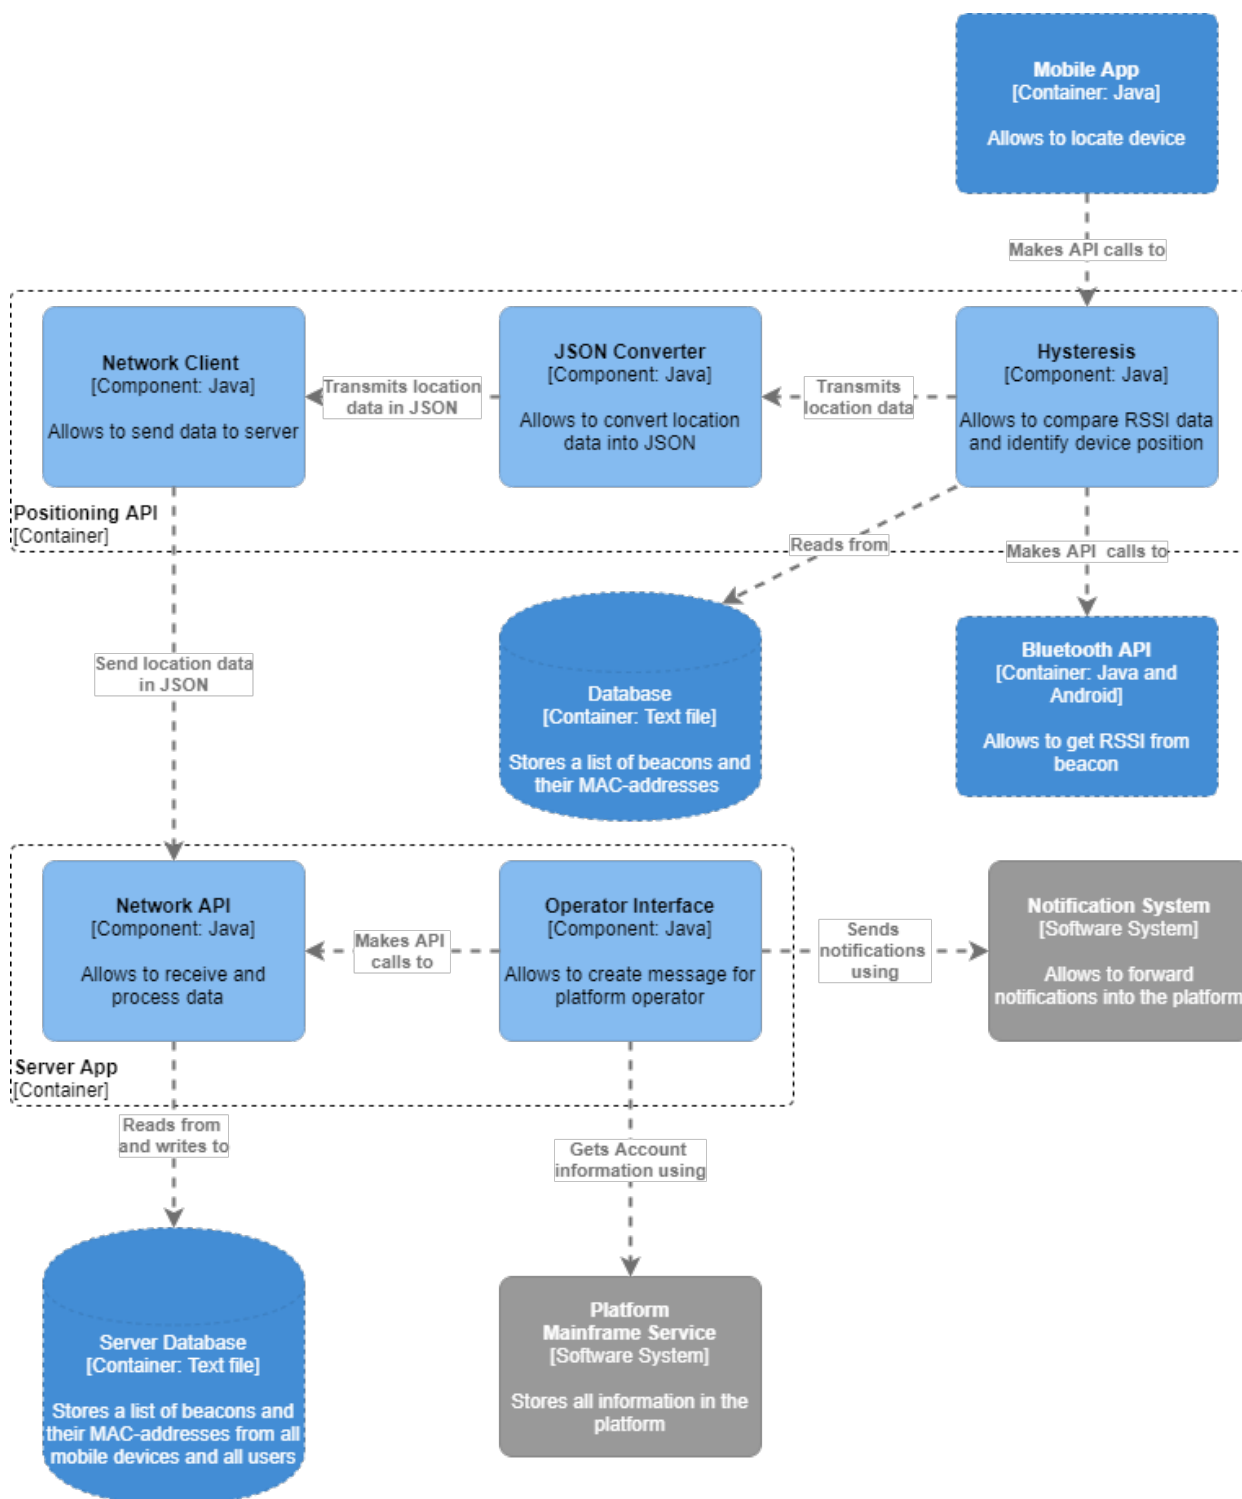 Mobile App
[Container: Java]
Allows to locate device
Makes API calls to
Network Client
[Component: Java]
Allows to send data to server
Transmits location
data in JSON
JSON Converter
[Component: Java]
Allows to convert location
data into JSON
Transmits
location data
Hysteresis
[Component: Java]
Allows to compare RSSI data
and identify device position
Positioning API
[Container]
Reads from
Makes API  calls to
Send location data
in JSON
Database
[Container: Text file]
Stores a list of beacons and
their MAC-addresses
Bluetooth API
[Container: Java and
Android]
Allows to get RSSI from
beacon
Network API
[Component: Java]
Allows to receive and
process data
Makes API
calls to
Operator Interface
[Component: Java]
Allows to create message for
platform operator
Sends
notifications
using
Notification System
[Software System]
Allows to forward
notifications into the platform
Server App
[Container]
Reads from
and writes to
Gets Account
information using
Server Database
[Container: Text file]
Stores a list of beacons and
their MAC-addresses from all
mobile devices and all users
Platform
Mainframe Service
[Software System]
Stores all information in the
platform